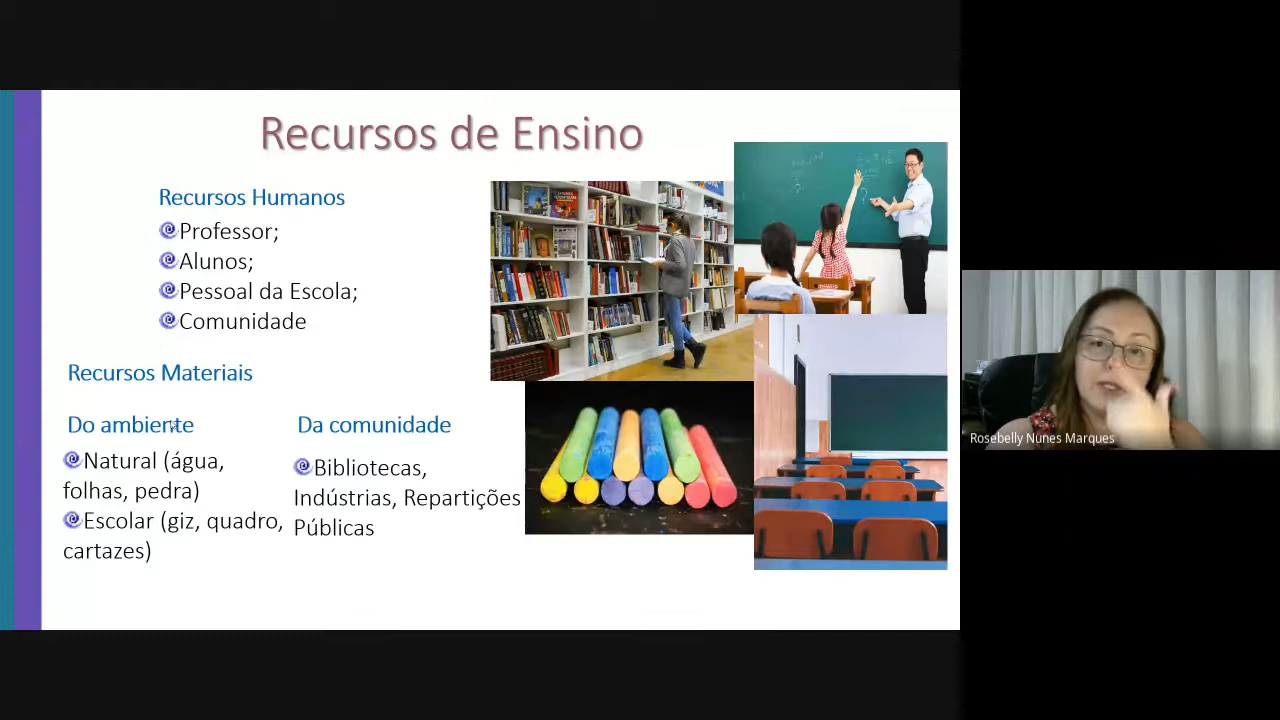 Recursos de Ensino
Recursos Humanos
Professor;
Alunos;
Pessoal da Escola;
Comunidade
Recursos Materiais
Do ambiente
Natural (água,
folhas, pedra)
Escolar (giz, quadro,
cartazes)
Da comunidade
Bibliotecas,
Indústrias, Repartições
Públicas
Rosebelly Nunes Marques